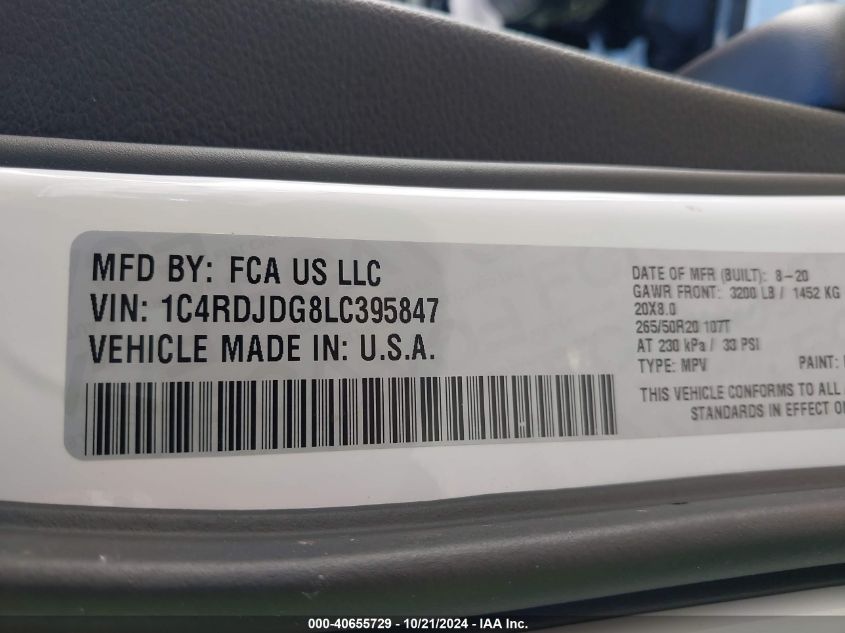 MFD BY: FCA US LLC
VIN: 1C4RDJDG8LC395847
VEHICLE MADE IN: U.S.A.
DATE OF MFR (BUILT): 8-20
GAWR FRONT: 3200 LB / 1452 KG
20X8.0
265/50R20 107T
AT 230 kPa / 33 PSI
TYPE: MPV PAINT:
THIS VEHICLE CONFORMS TO ALL
STANDARDS IN EFFECT
000-40655729 - 10/21/2024 - IAA Inc.